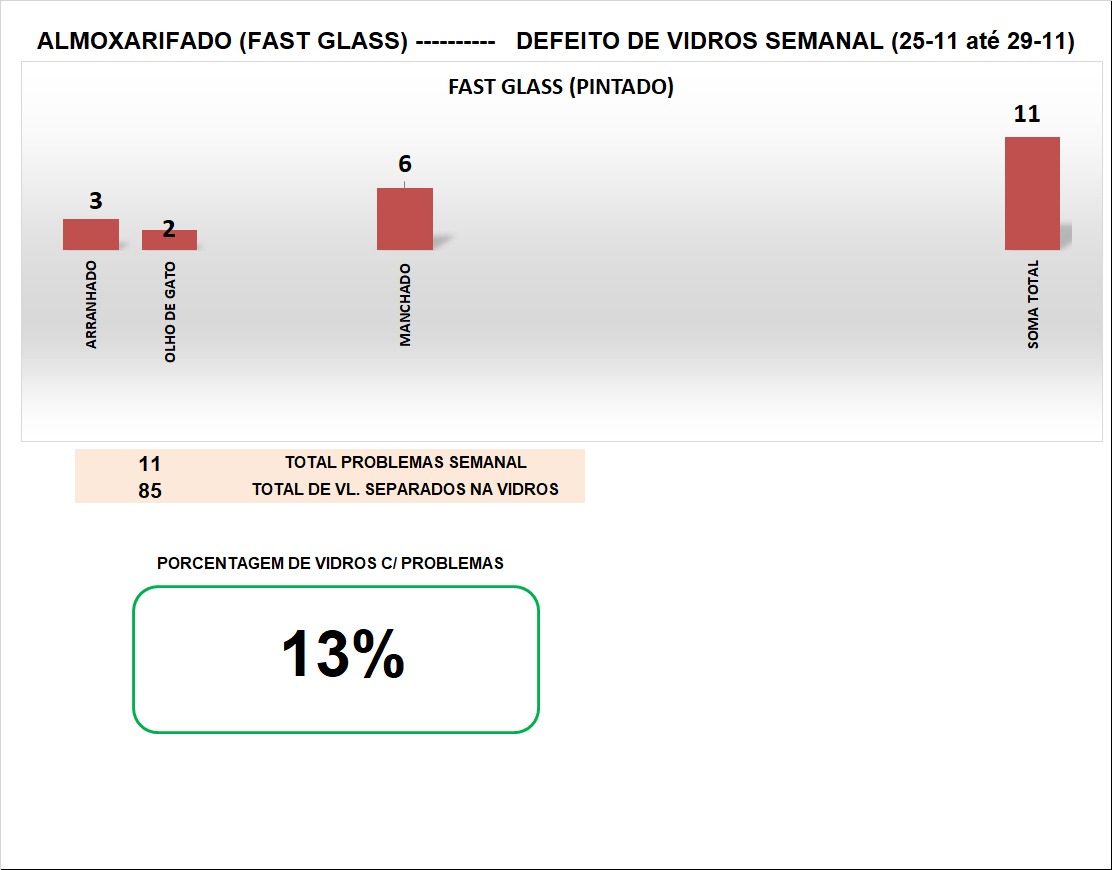 ALMOXARIFADO (FAST GLASS) ---------- DEFEITO DE VIDROS SEMANAL (25-11 até 29-11)
FAST GLASS (PINTADO)
3
2
6
11
ARRANHADO
OLHO DE GATO
MANCHADO
SOMA TOTAL
11 TOTAL PROBLEMAS SEMANAL
85 TOTAL DE VL. SEPARADOS NA VIDROS
PORCENTAGEM DE VIDROS C/ PROBLEMAS
13%